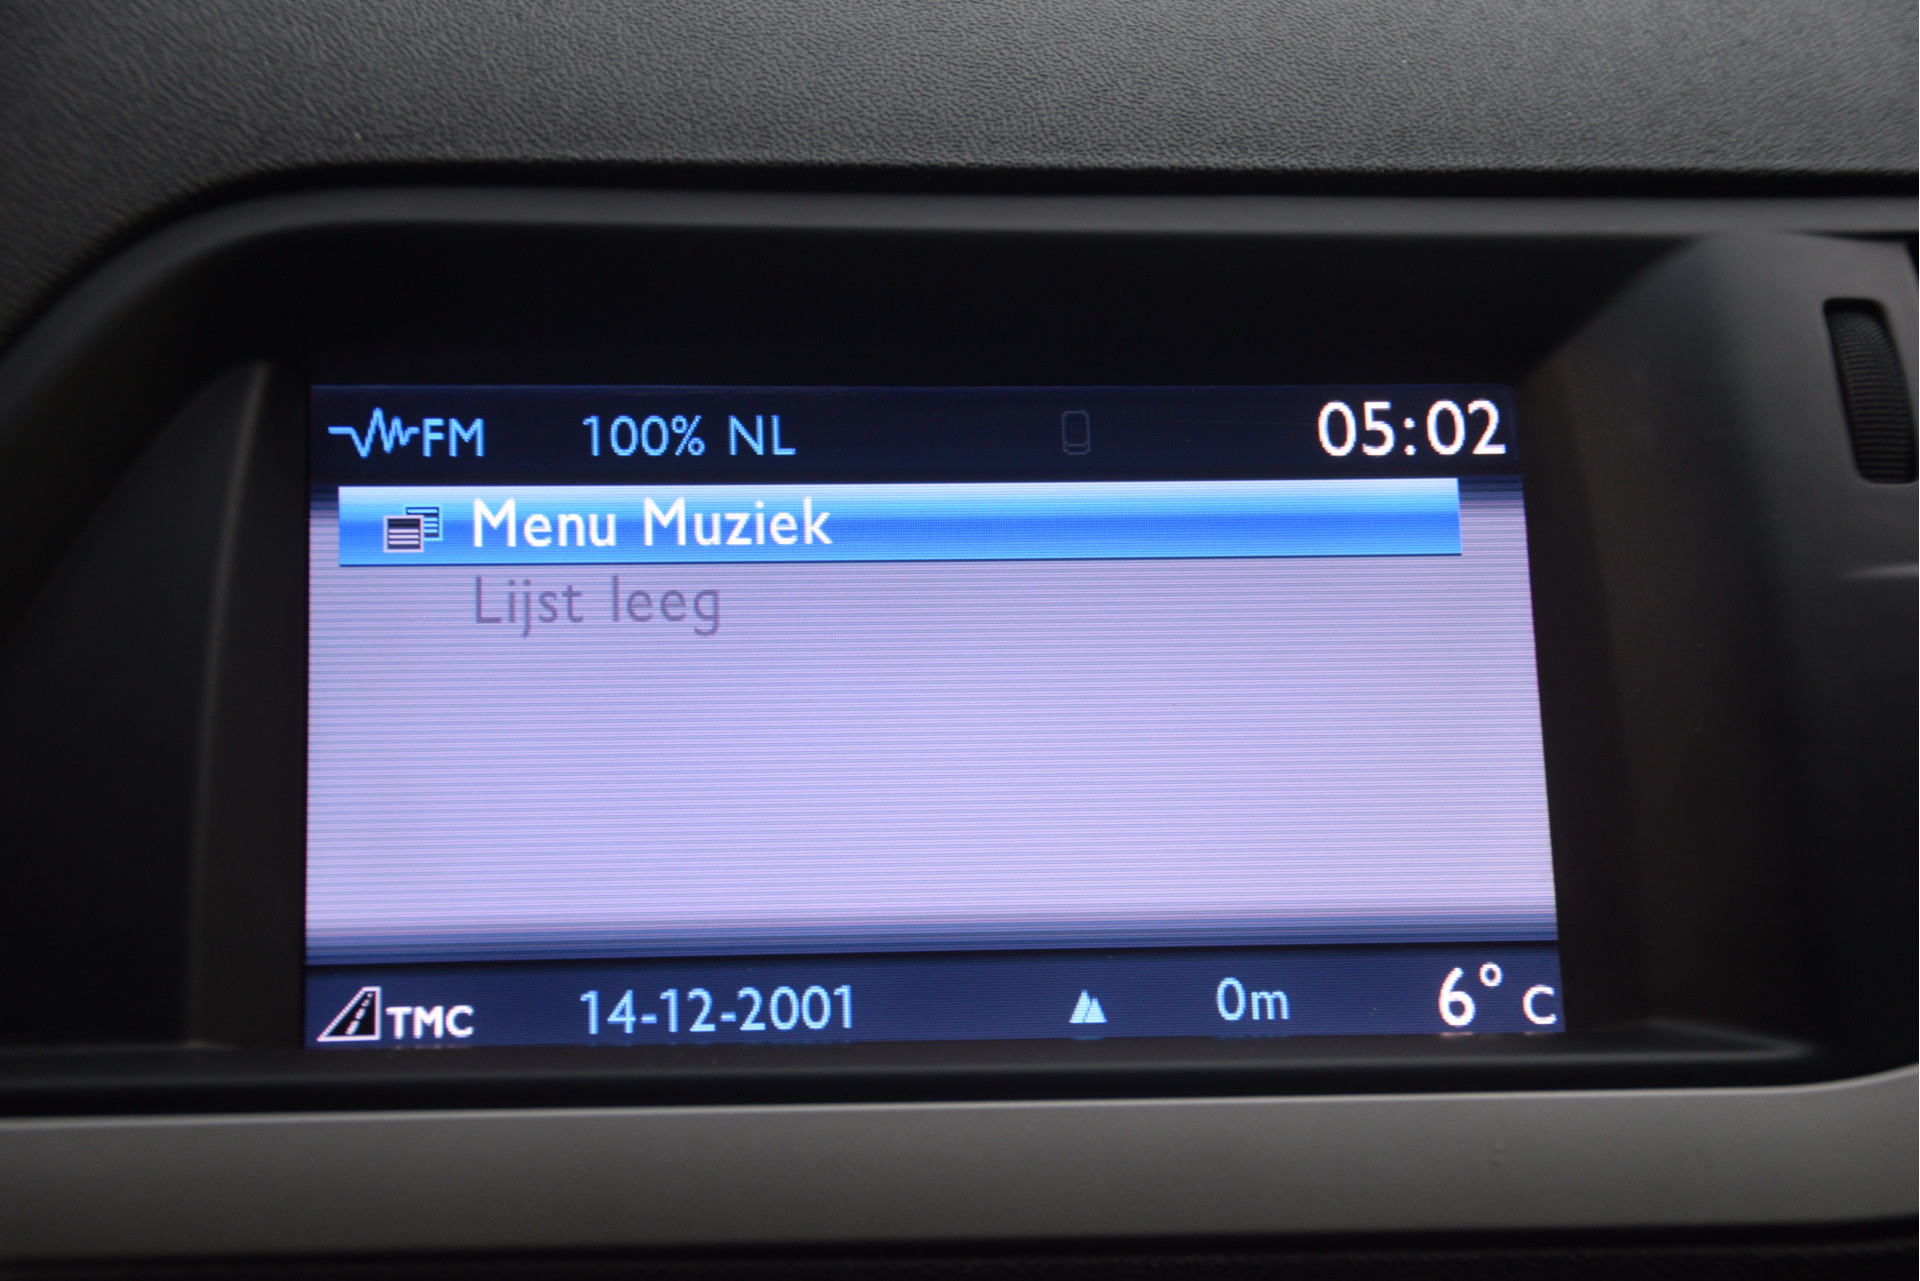 FM 100% NL 05:02
Menu Muziek
Lijst leeg
TMC 14-12-2001 0m 6° C